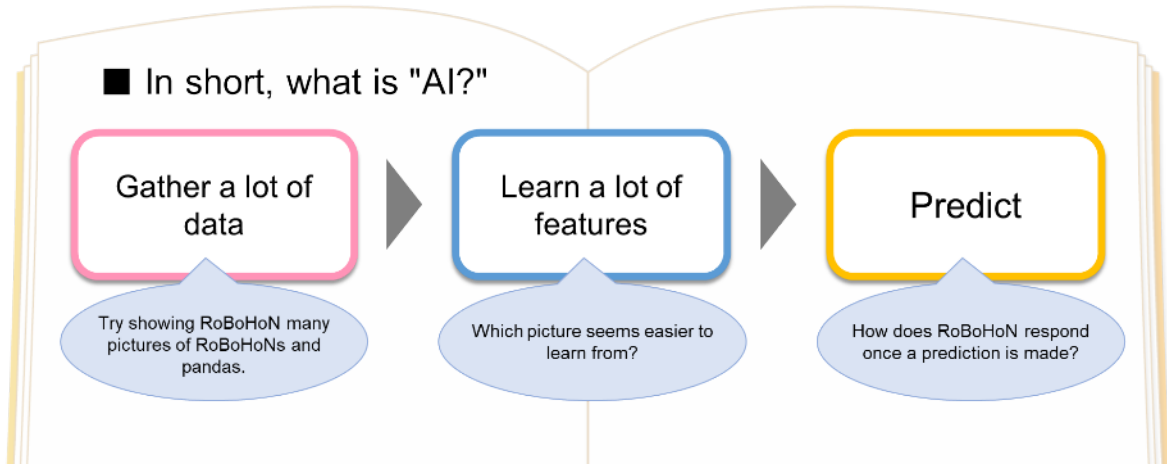 ■ In short, what is "AI?"
Gather a lot of
data
Learn a lot of
features
Predict
Try showing RoBoHoN many
pictures of RoBoHoNs and
pandas.
Which picture seems easier to
learn from?
How does RoBoHoN respond
once a prediction is made?